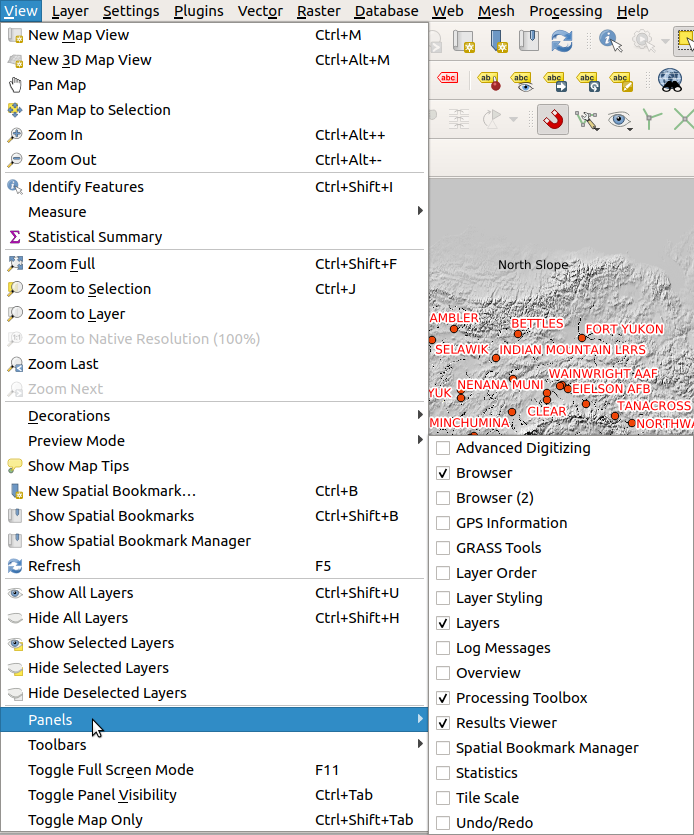 View Layer Settings Plugins Vector Raster Database Web Mesh Processing Help
New Map View Ctrl+M
New 3D Map View Ctrl+Alt+M
Pan Map
Pan Map to Selection
Zoom In Ctrl+Alt++
Zoom Out Ctrl+Alt+-
Identify Features Ctrl+Shift+I
Measure
Statistical Summary
Zoom Full Ctrl+Shift+F
Zoom to Selection Ctrl+J
Zoom to Layer
Zoom to Native Resolution (100%)
Zoom Last
Zoom Next
Decorations
Preview Mode
Show Map Tips
New Spatial Bookmark... Ctrl+B
Show Spatial Bookmarks Ctrl+Shift+B
Show Spatial Bookmark Manager
Refresh F5
Show All Layers Ctrl+Shift+U
Hide All Layers Ctrl+Shift+H
Show Selected Layers
Hide Selected Layers
Hide Deselected Layers
Panels
Toolbars
Toggle Full Screen Mode F11
Toggle Panel Visibility Ctrl+Tab
Toggle Map Only Ctrl+Shift+Tab
abc ab abc abc abc abc
North Slope
AMBLER
BETTLES
FORT YUKON
SELAWIK INDIAN MOUNTAIN LRRS
WAINWRIGHT AAF
YUK NENANA MUNI EIELSON AFB
CLEAR TANACROSS
MINCHUMINA NORTHWA
Advanced Digitizing
Browser
Browser (2)
GPS Information
GRASS Tools
Layer Order
Layer Styling
Layers
Log Messages
Overview
Processing Toolbox
Results Viewer
Spatial Bookmark Manager
Statistics
Tile Scale
Undo/Redo